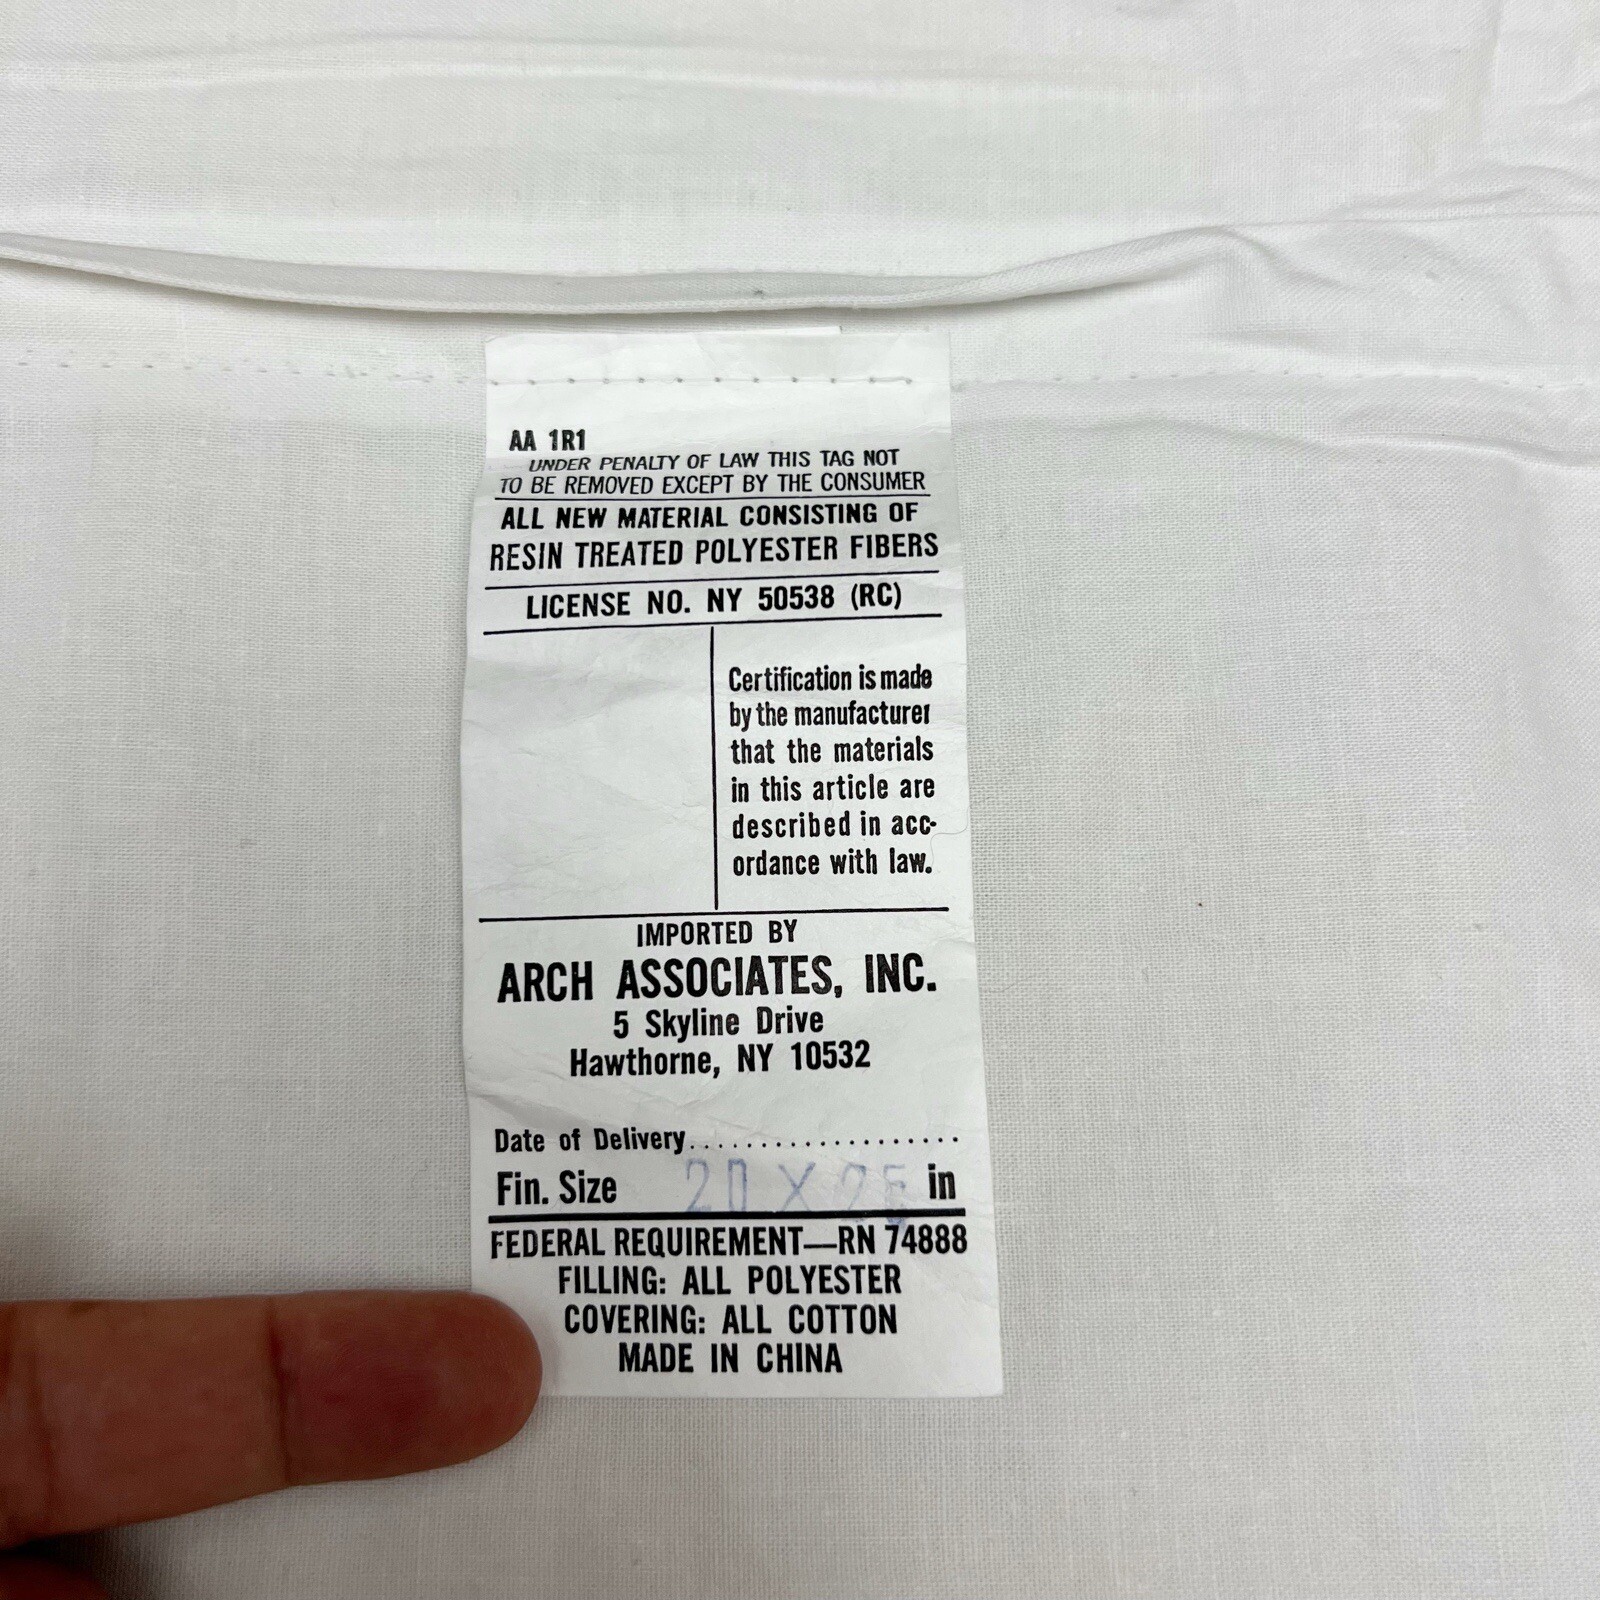 AA 1R1
UNDER PENALTY OF LAW THIS TAG NOT
TO BE REMOVED EXCEPT BY THE CONSUMER
ALL NEW MATERIAL CONSISTING OF
RESIN TREATED POLYESTER FIBERS
LICENSE NO. NY 50538 (RC)
Certification is made
by the manufacturer
that the materials
in this article are
described in acc-
ordance with law.
IMPORTED BY
ARCH ASSOCIATES, INC.
5 Skyline Drive
Hawthorne, NY 10532
Date of Delivery...................
Fin. Size 20 X 26 in
FEDERAL REQUIREMENT—RN 74888
FILLING: ALL POLYESTER
COVERING: ALL COTTON
MADE IN CHINA